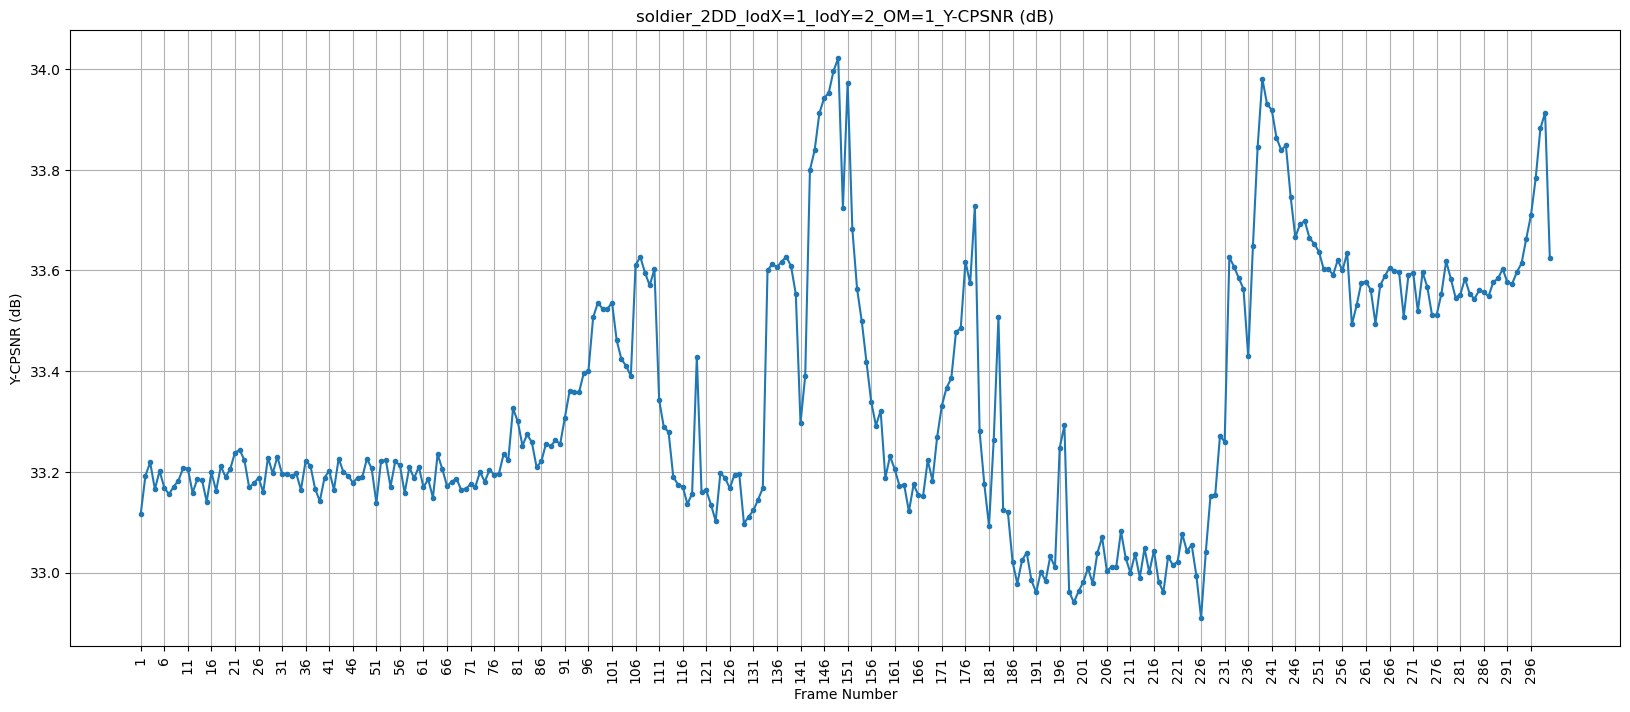 soldier_2DD_lodX=1_lodY=2_OM=1_Y-CPSNR (dB)
Y-CPSNR (dB)
34.0
33.8
33.6
33.4
33.2
33.0
1 6 11 16 21 26 31 36 41 46 51 56 61 66 71 76 81 86 91 96 101 106 111 116 121 126 131 136 141 146 151 156 161 166 171 176 181 186 191 196 201 206 211 216 221 226 231 236 241 246 251 256 261 266 271 276 281 286 291 296
Frame Number